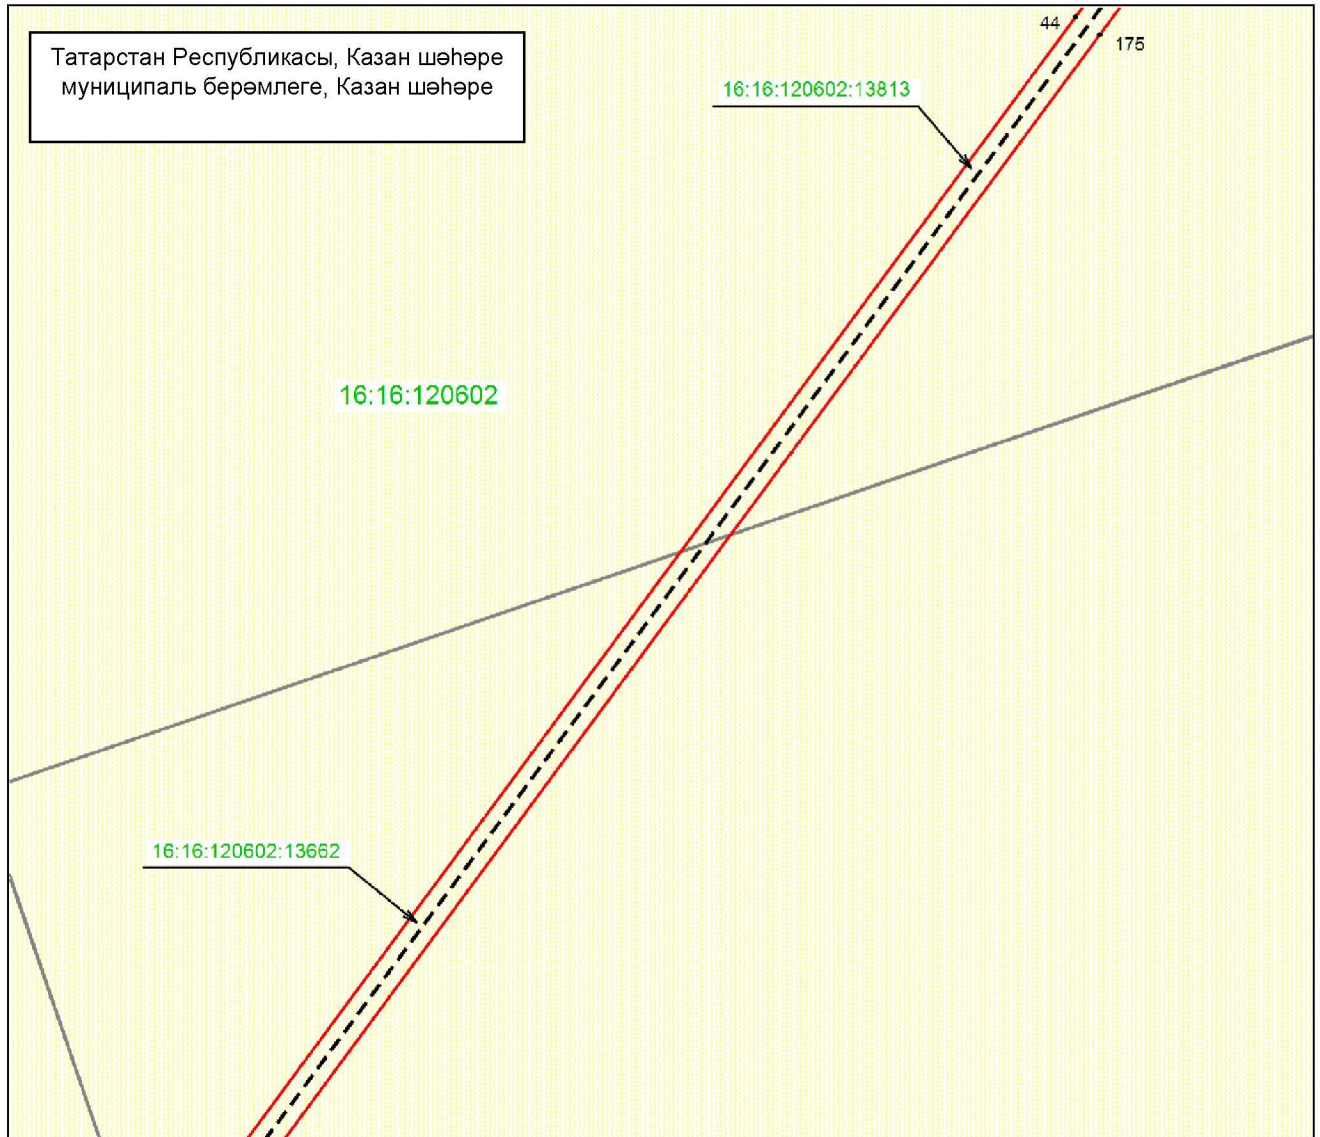 Татарстан Республикасы, Казан шәһәре
муниципаль берәмлеге, Казан шәһәре
44
175
16:16:120602:13813
16:16:120602
16:16:120602:13662